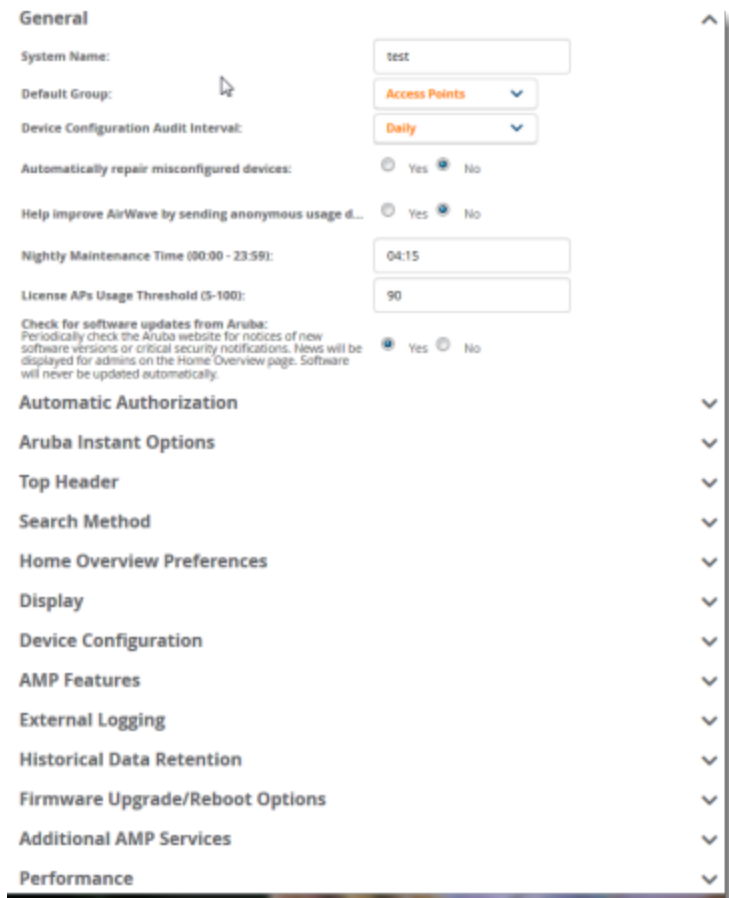 General
System Name:
test
Default Group:
Access Points
Device Configuration Audit Interval:
Daily
Automatically repair misconfigured devices:
Yes No
Help improve AirWave by sending anonymous usage d...
Yes No
Nightly Maintenance Time (00:00 - 23:59):
04:15
License APs Usage Threshold (5-100):
90
Check for software updates from Aruba:
Periodically check the Aruba website for notices of new
software versions or critical security notifications. News will be
displayed for admins on the Home Overview page. Software
will never be updated automatically.
Yes No
Automatic Authorization
Aruba Instant Options
Top Header
Search Method
Home Overview Preferences
Display
Device Configuration
AMP Features
External Logging
Historical Data Retention
Firmware Upgrade/Reboot Options
Additional AMP Services
Performance